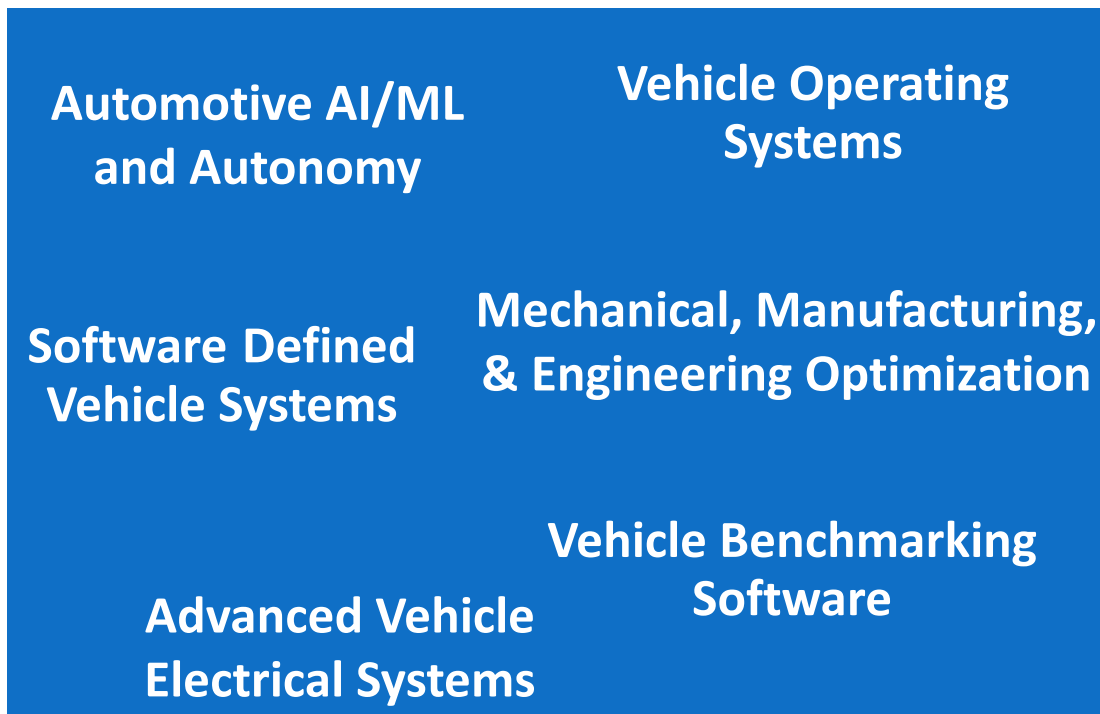 Automotive AI/ML
and Autonomy
Vehicle Operating
Systems
Software Defined
Vehicle Systems
Mechanical, Manufacturing,
& Engineering Optimization
Advanced Vehicle
Electrical Systems
Vehicle Benchmarking
Software